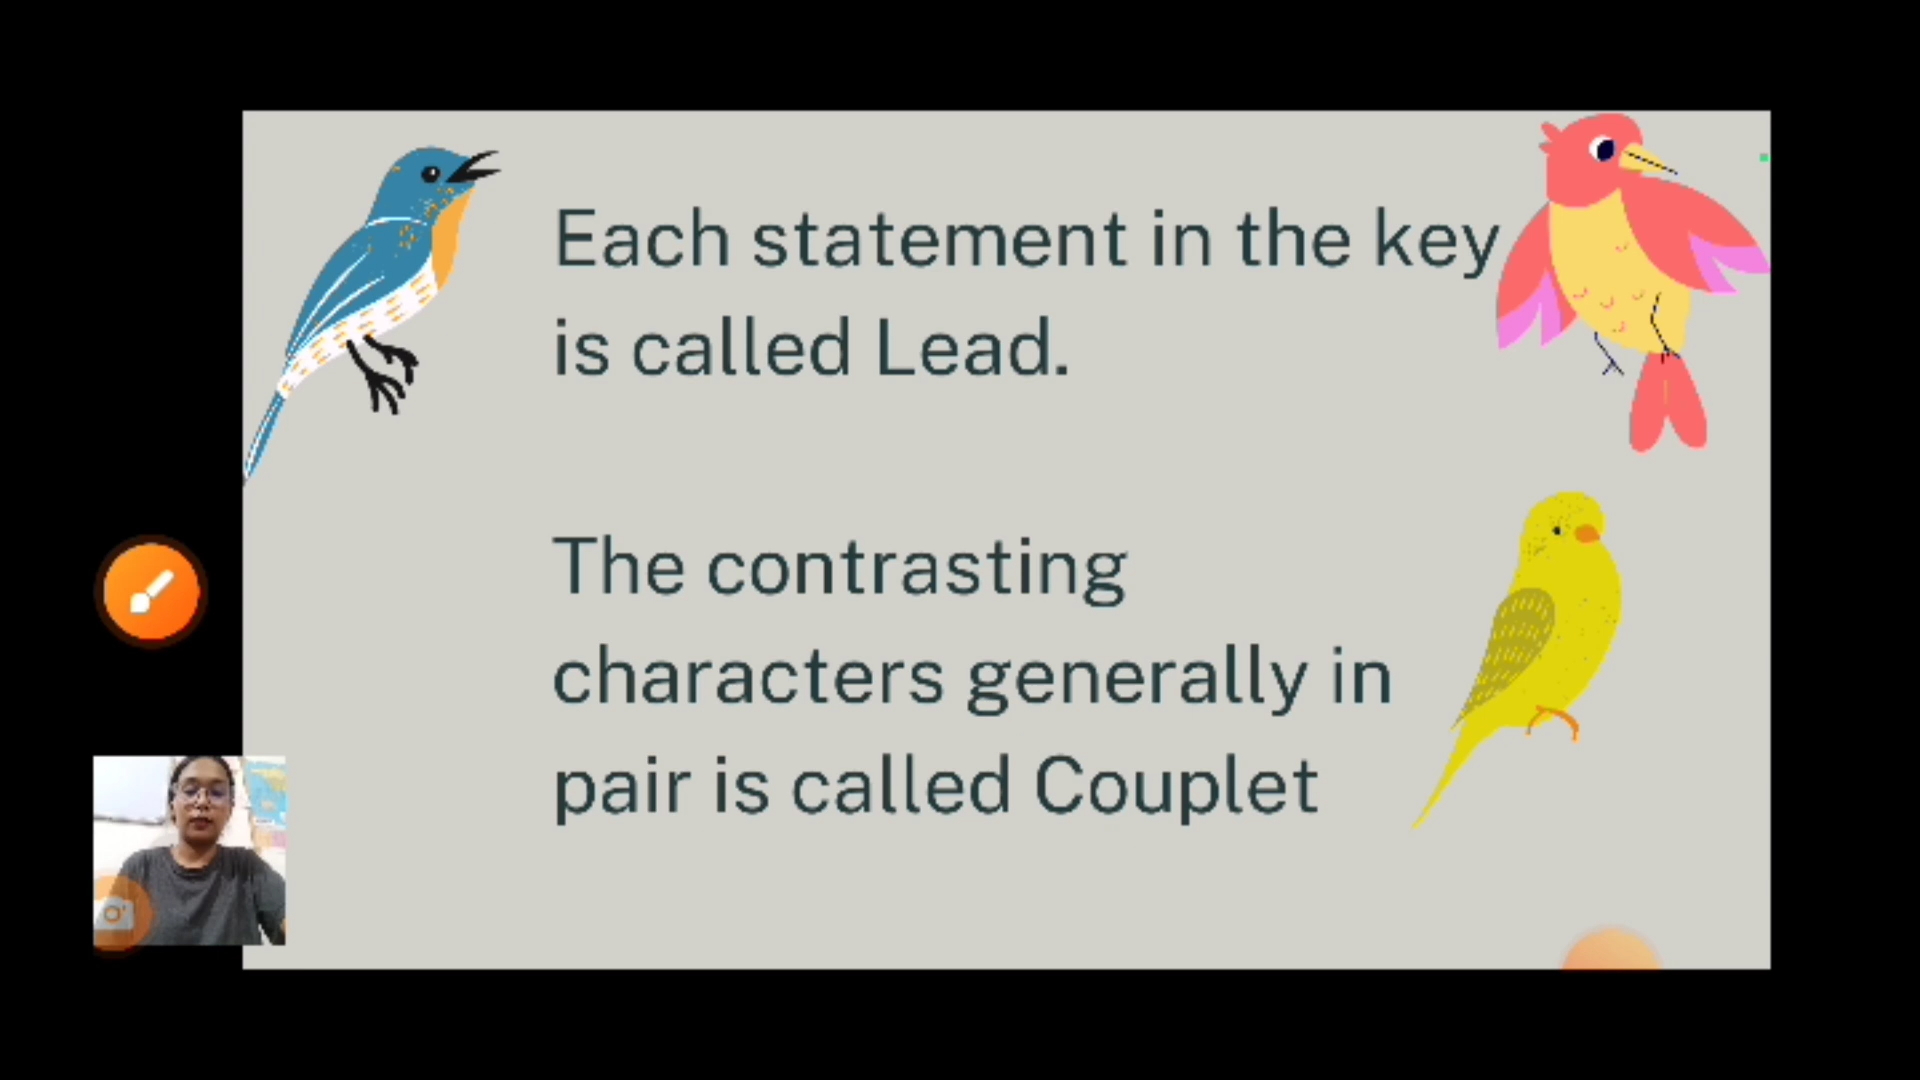 Each statement in the key
is called Lead.
The contrasting
characters generally in
pair is called Couplet